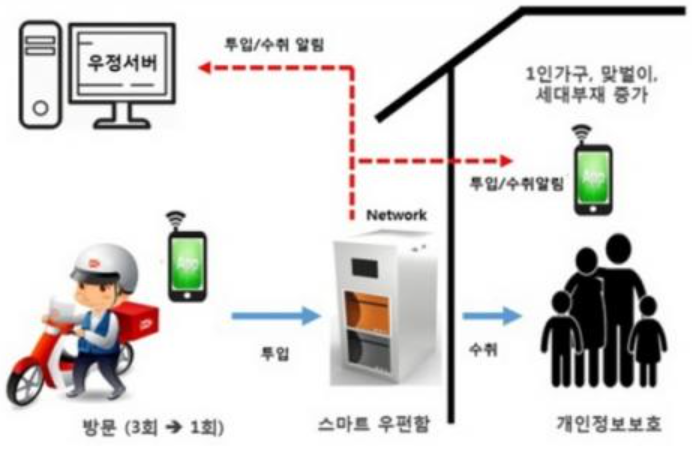 우정서버
투입/수취 알림
1인가구, 맞벌이,
세대부재 증가
App
투입/수취알림
Network
App
투입
수취
방문 (3회 → 1회)
스마트 우편함
개인정보보호